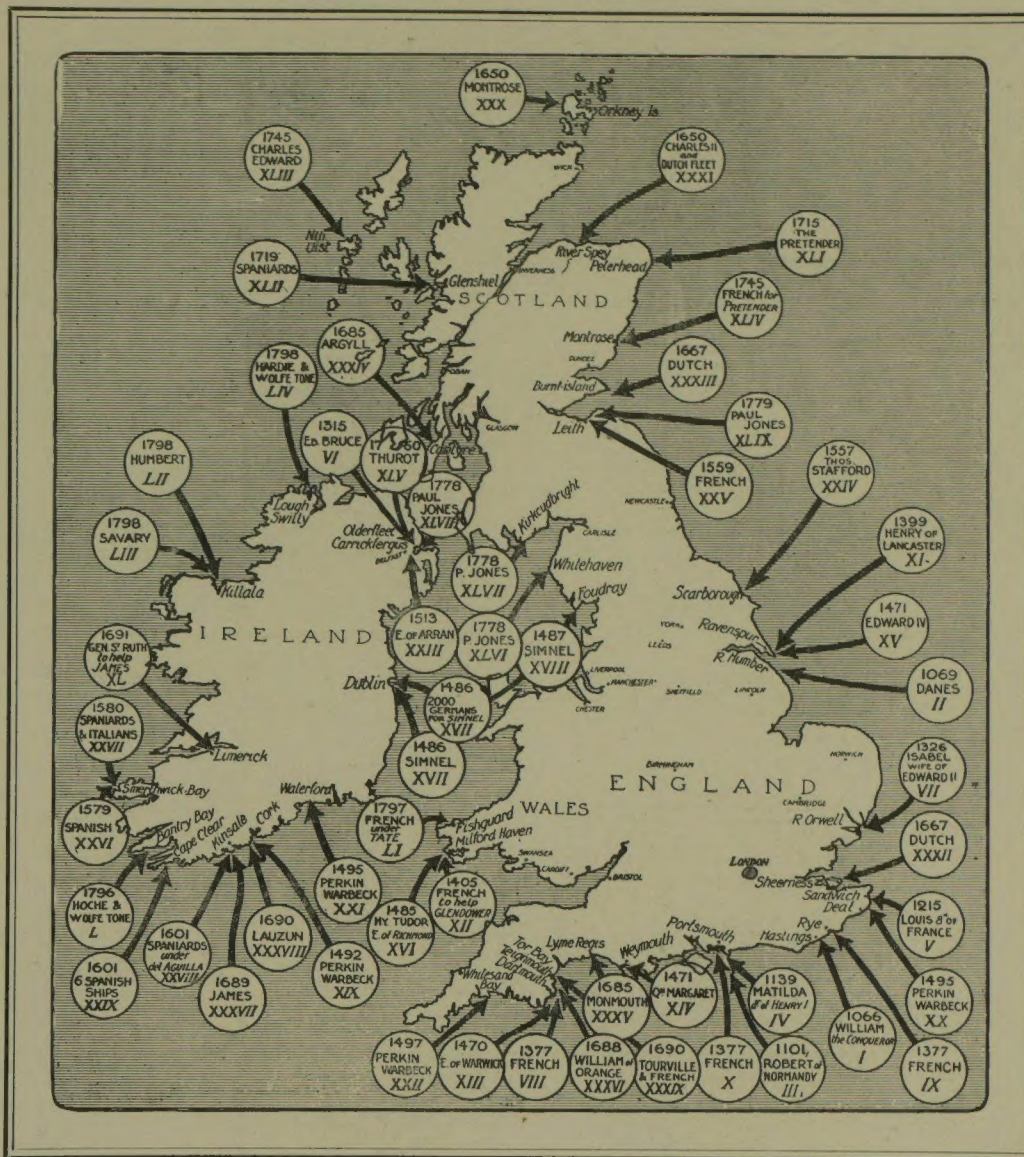 1650
MONTROSE
XXX
Orkney Is.
WICK
1745
CHARLES
EDWARD
XLIII
1650
CHARLES II
and
DUTCH FLEET
XXXI
Nth
Uist
River Spey
Peterhead
1715
THE
PRETENDER
XLI
1719
SPANIARDS
XLII
Glenshiel
INVERNESS
SCOTLAND
1745
FRENCH for
PRETENDER
XLIV
1685
ARGYLL
XXXIV
Montrose
DUNDEE
1798
HARDIE &
WOLFE TONE
LIV
OBAN
Burnt-island
1667
DUTCH
XXXIII
1315
ED. BRUCE
VI
THUROT
XLV
Cantyre
GLASGOW
Leith
1779
PAUL
JONES
XLIX
1798
HUMBERT
LII
1778
PAUL
JONES
XLVIII
1559
FRENCH
XXV
1557
THOS.
STAFFORD
XXIV
Lough
Swilly
Olderfleet
Carrickfergus
BELFAST
Kirkcudbright
NEWCASTLE
CARLISLE
1798
SAVARY
LIII
1399
HENRY OF
LANCASTER
XI
Killala
1778
P. JONES
XLVII
Whitehaven
Foudray
Scarborough
1691
GEN. ST RUTH
to help
JAMES
XL
IRELAND
1513
E. OF ARRAN
XXIII
1778
P. JONES
XLVI
1487
SIMNEL
XVIII
YORK
LEEDS
Ravenspur
R. Humber
1471
EDWARD IV
XV
Dublin
1486
2000
GERMANS
FOR SIMNEL
XVII
LIVERPOOL
MANCHESTER
CHESTER
SHEFFIELD
LINCOLN
1069
DANES
II
1580
SPANIARDS
& ITALIANS
XXVII
Limerick
1486
SIMNEL
XVII
NORWICH
1326
ISABEL
WIFE OF
EDWARD II
VII
Smerthwick-Bay
Waterford
BIRMINGHAM
ENGLAND
CAMBRIDGE
R. Orwell
1579
SPANISH
XXVI
Bantry Bay
Cape Clear
Kinsale
Cork
1797
FRENCH
under
TATE
LI
Fishguard
Milford Haven
WALES
SWANSEA
CARDIFF
BRISTOL
LONDON
Sheerness
1667
DUTCH
XXXII
1796
HOCHE &
WOLFE TONE
L
1495
PERKIN
WARBECK
XXI
1485
HY. TUDOR
E. of RICHMOND
XVI
1405
FRENCH
to help
GLENDOWER
XII
Sandwich
Deal
1215
LOUIS 8th OF
FRANCE
V
1601
6 SPANISH
SHIPS
XXIX
1601
SPANIARDS
under
del AGUILLA
XXVIII
1689
JAMES
XXXVII
1690
LAUZUN
XXXVIII
1492
PERKIN
WARBECK
XIX
Tor Bay
Teignmouth
Dartmouth
Whitesand
Bay
Lyme Regis
Weymouth
Portsmouth
Rye
Hastings
1685
MONMOUTH
XXXV
1471
Qn MARGARET
XIV
1139
MATILDA
d. of HENRY I
IV
1066
WILLIAM
the CONQUEROR
I
1495
PERKIN
WARBECK
XX
1497
PERKIN
WARBECK
XXII
1470
E. OF WARWICK
XIII
1377
FRENCH
VIII
1688
WILLIAM of
ORANGE
XXXVI
1690
TOURVILLE
& FRENCH
XXXIX
1377
FRENCH
X
1101,
ROBERT of
NORMANDY
III.
1377
FRENCH
IX